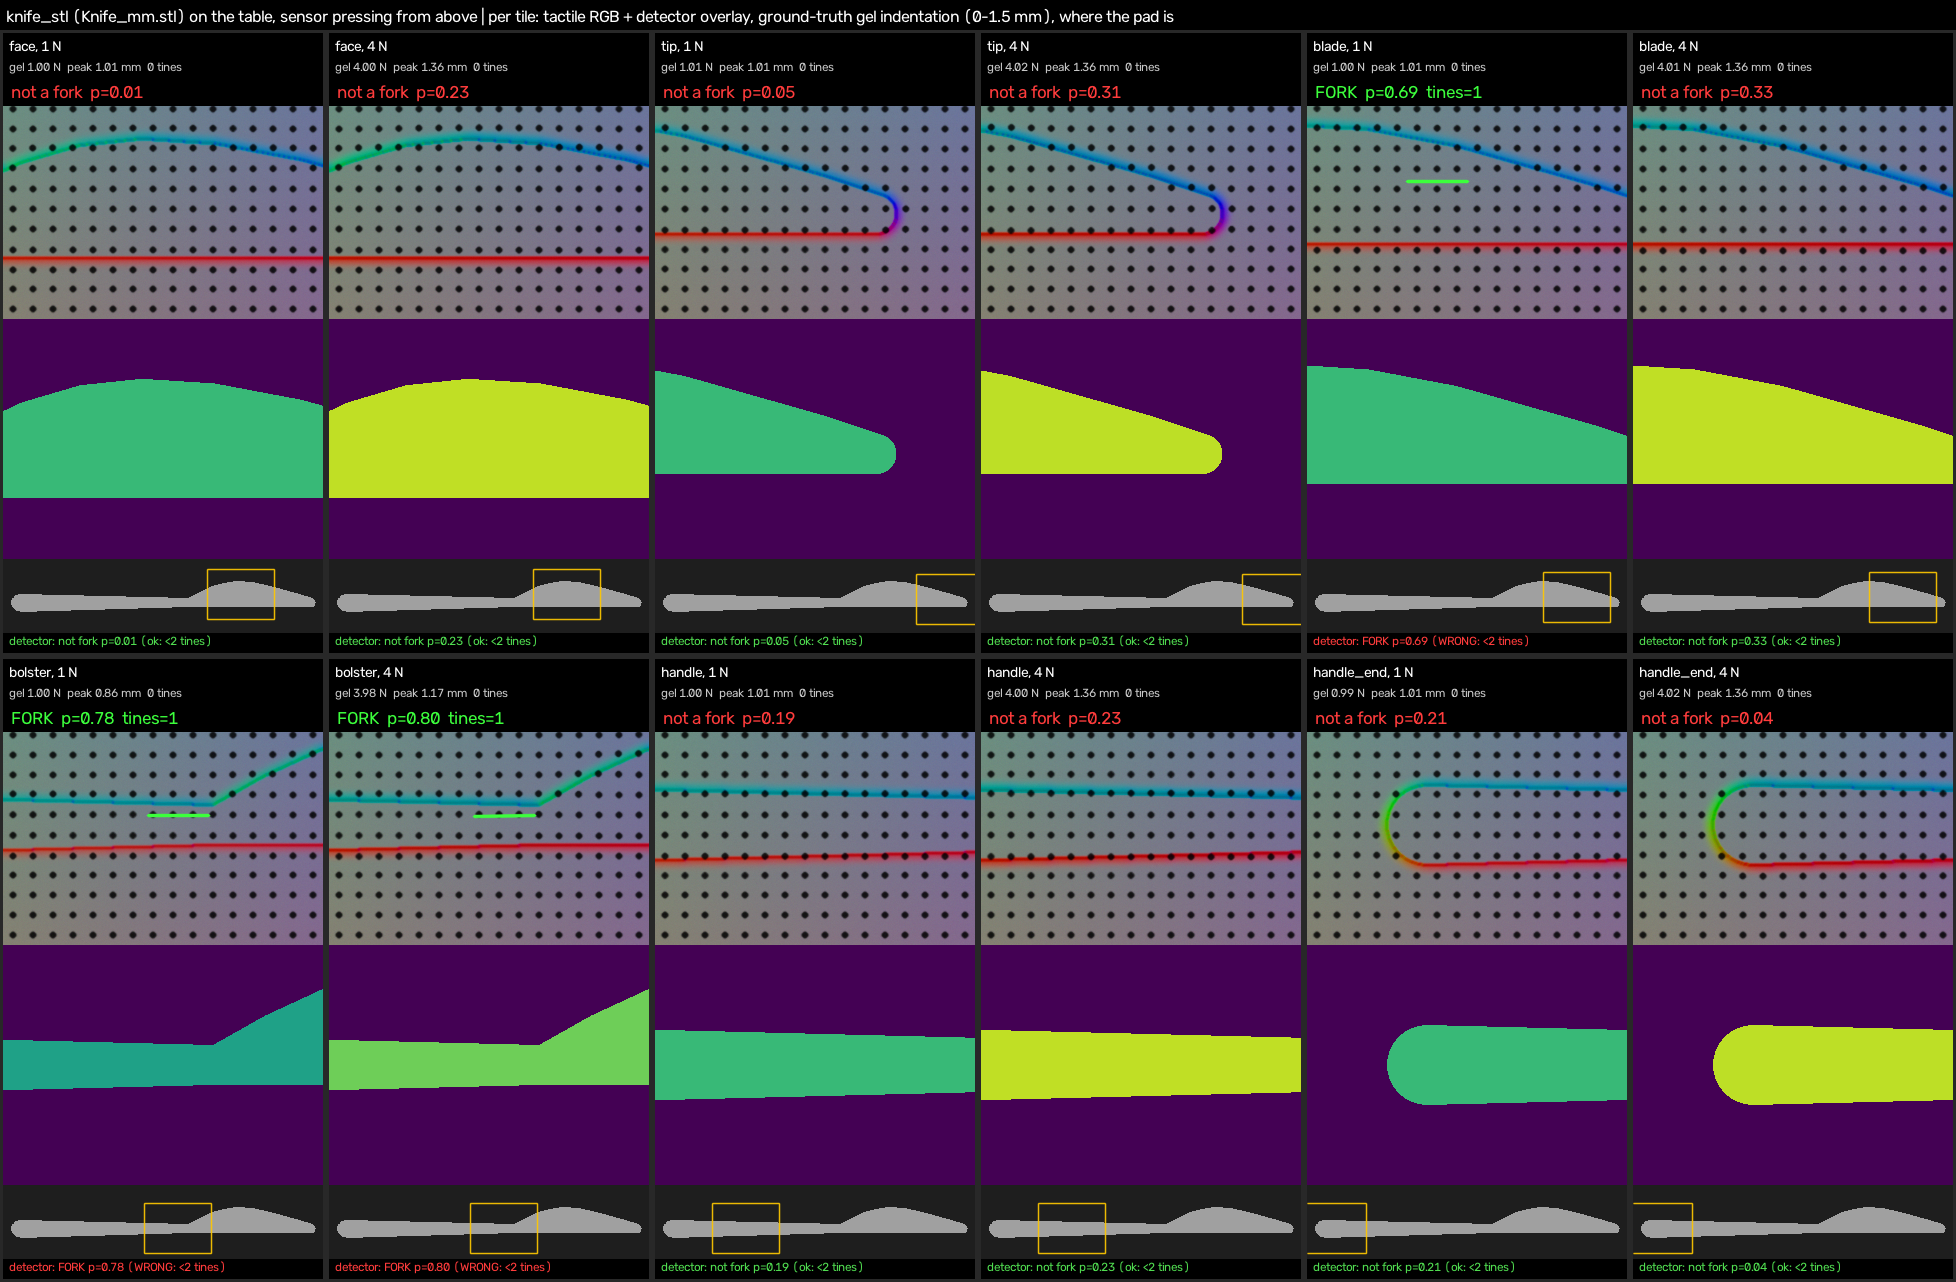 knife_stl (Knife_mm.stl) on the table, sensor pressing from above | per tile: tactile RGB + detector overlay, ground-truth gel indentation (0-1.5 mm), where the pad is
face, 1 N
gel 1.00 N peak 1.01 mm 0 tines
not a fork p=0.01
detector: not fork p=0.01 (ok: <2 tines)
face, 4 N
gel 4.00 N peak 1.36 mm 0 tines
not a fork p=0.23
detector: not fork p=0.23 (ok: <2 tines)
tip, 1 N
gel 1.01 N peak 1.01 mm 0 tines
not a fork p=0.05
detector: not fork p=0.05 (ok: <2 tines)
tip, 4 N
gel 4.02 N peak 1.36 mm 0 tines
not a fork p=0.31
detector: not fork p=0.31 (ok: <2 tines)
blade, 1 N
gel 1.00 N peak 1.01 mm 0 tines
FORK p=0.69 tines=1
detector: FORK p=0.69 (WRONG: <2 tines)
blade, 4 N
gel 4.01 N peak 1.36 mm 0 tines
not a fork p=0.33
detector: not fork p=0.33 (ok: <2 tines)
bolster, 1 N
gel 1.00 N peak 0.86 mm 0 tines
FORK p=0.78 tines=1
detector: FORK p=0.78 (WRONG: <2 tines)
bolster, 4 N
gel 3.98 N peak 1.17 mm 0 tines
FORK p=0.80 tines=1
detector: FORK p=0.80 (WRONG: <2 tines)
handle, 1 N
gel 1.00 N peak 1.01 mm 0 tines
not a fork p=0.19
detector: not fork p=0.19 (ok: <2 tines)
handle, 4 N
gel 4.00 N peak 1.36 mm 0 tines
not a fork p=0.23
detector: not fork p=0.23 (ok: <2 tines)
handle_end, 1 N
gel 0.99 N peak 1.01 mm 0 tines
not a fork p=0.21
detector: not fork p=0.21 (ok: <2 tines)
handle_end, 4 N
gel 4.02 N peak 1.36 mm 0 tines
not a fork p=0.04
detector: not fork p=0.04 (ok: <2 tines)